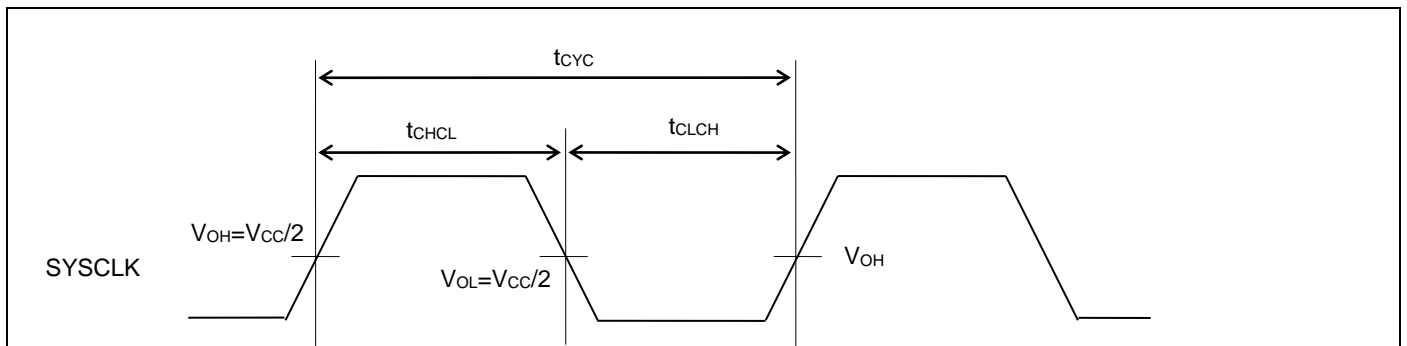 tCYC
tCHCL
tCLCH
VOH=VCC/2
SYSCLK
VOL=VCC/2
VOH